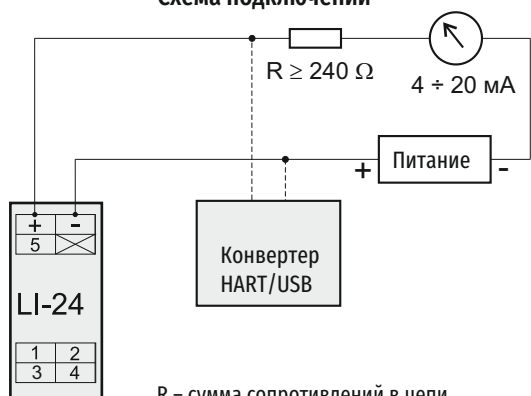 Схема подключений
R ≥ 240 Ω
4 ÷ 20 мА
+ Питание -
+ -
5
Конвертер
HART/USB
LI-24
1 2
3 4
R – сумма сопротивлений в цепи